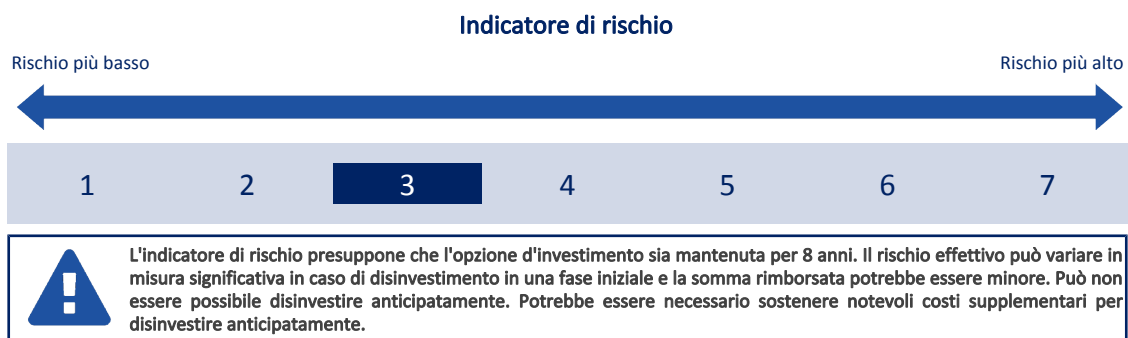 Indicatore di rischio
Rischio più basso
Rischio più alto
1 2 3 4 5 6 7
L'indicatore di rischio presuppone che l'opzione d'investimento sia mantenuta per 8 anni. Il rischio effettivo può variare in
misura significativa in caso di disinvestimento in una fase iniziale e la somma rimborsata potrebbe essere minore. Può non
essere possibile disinvestire anticipatamente. Potrebbe essere necessario sostenere notevoli costi supplementari per
disinvestire anticipatamente.